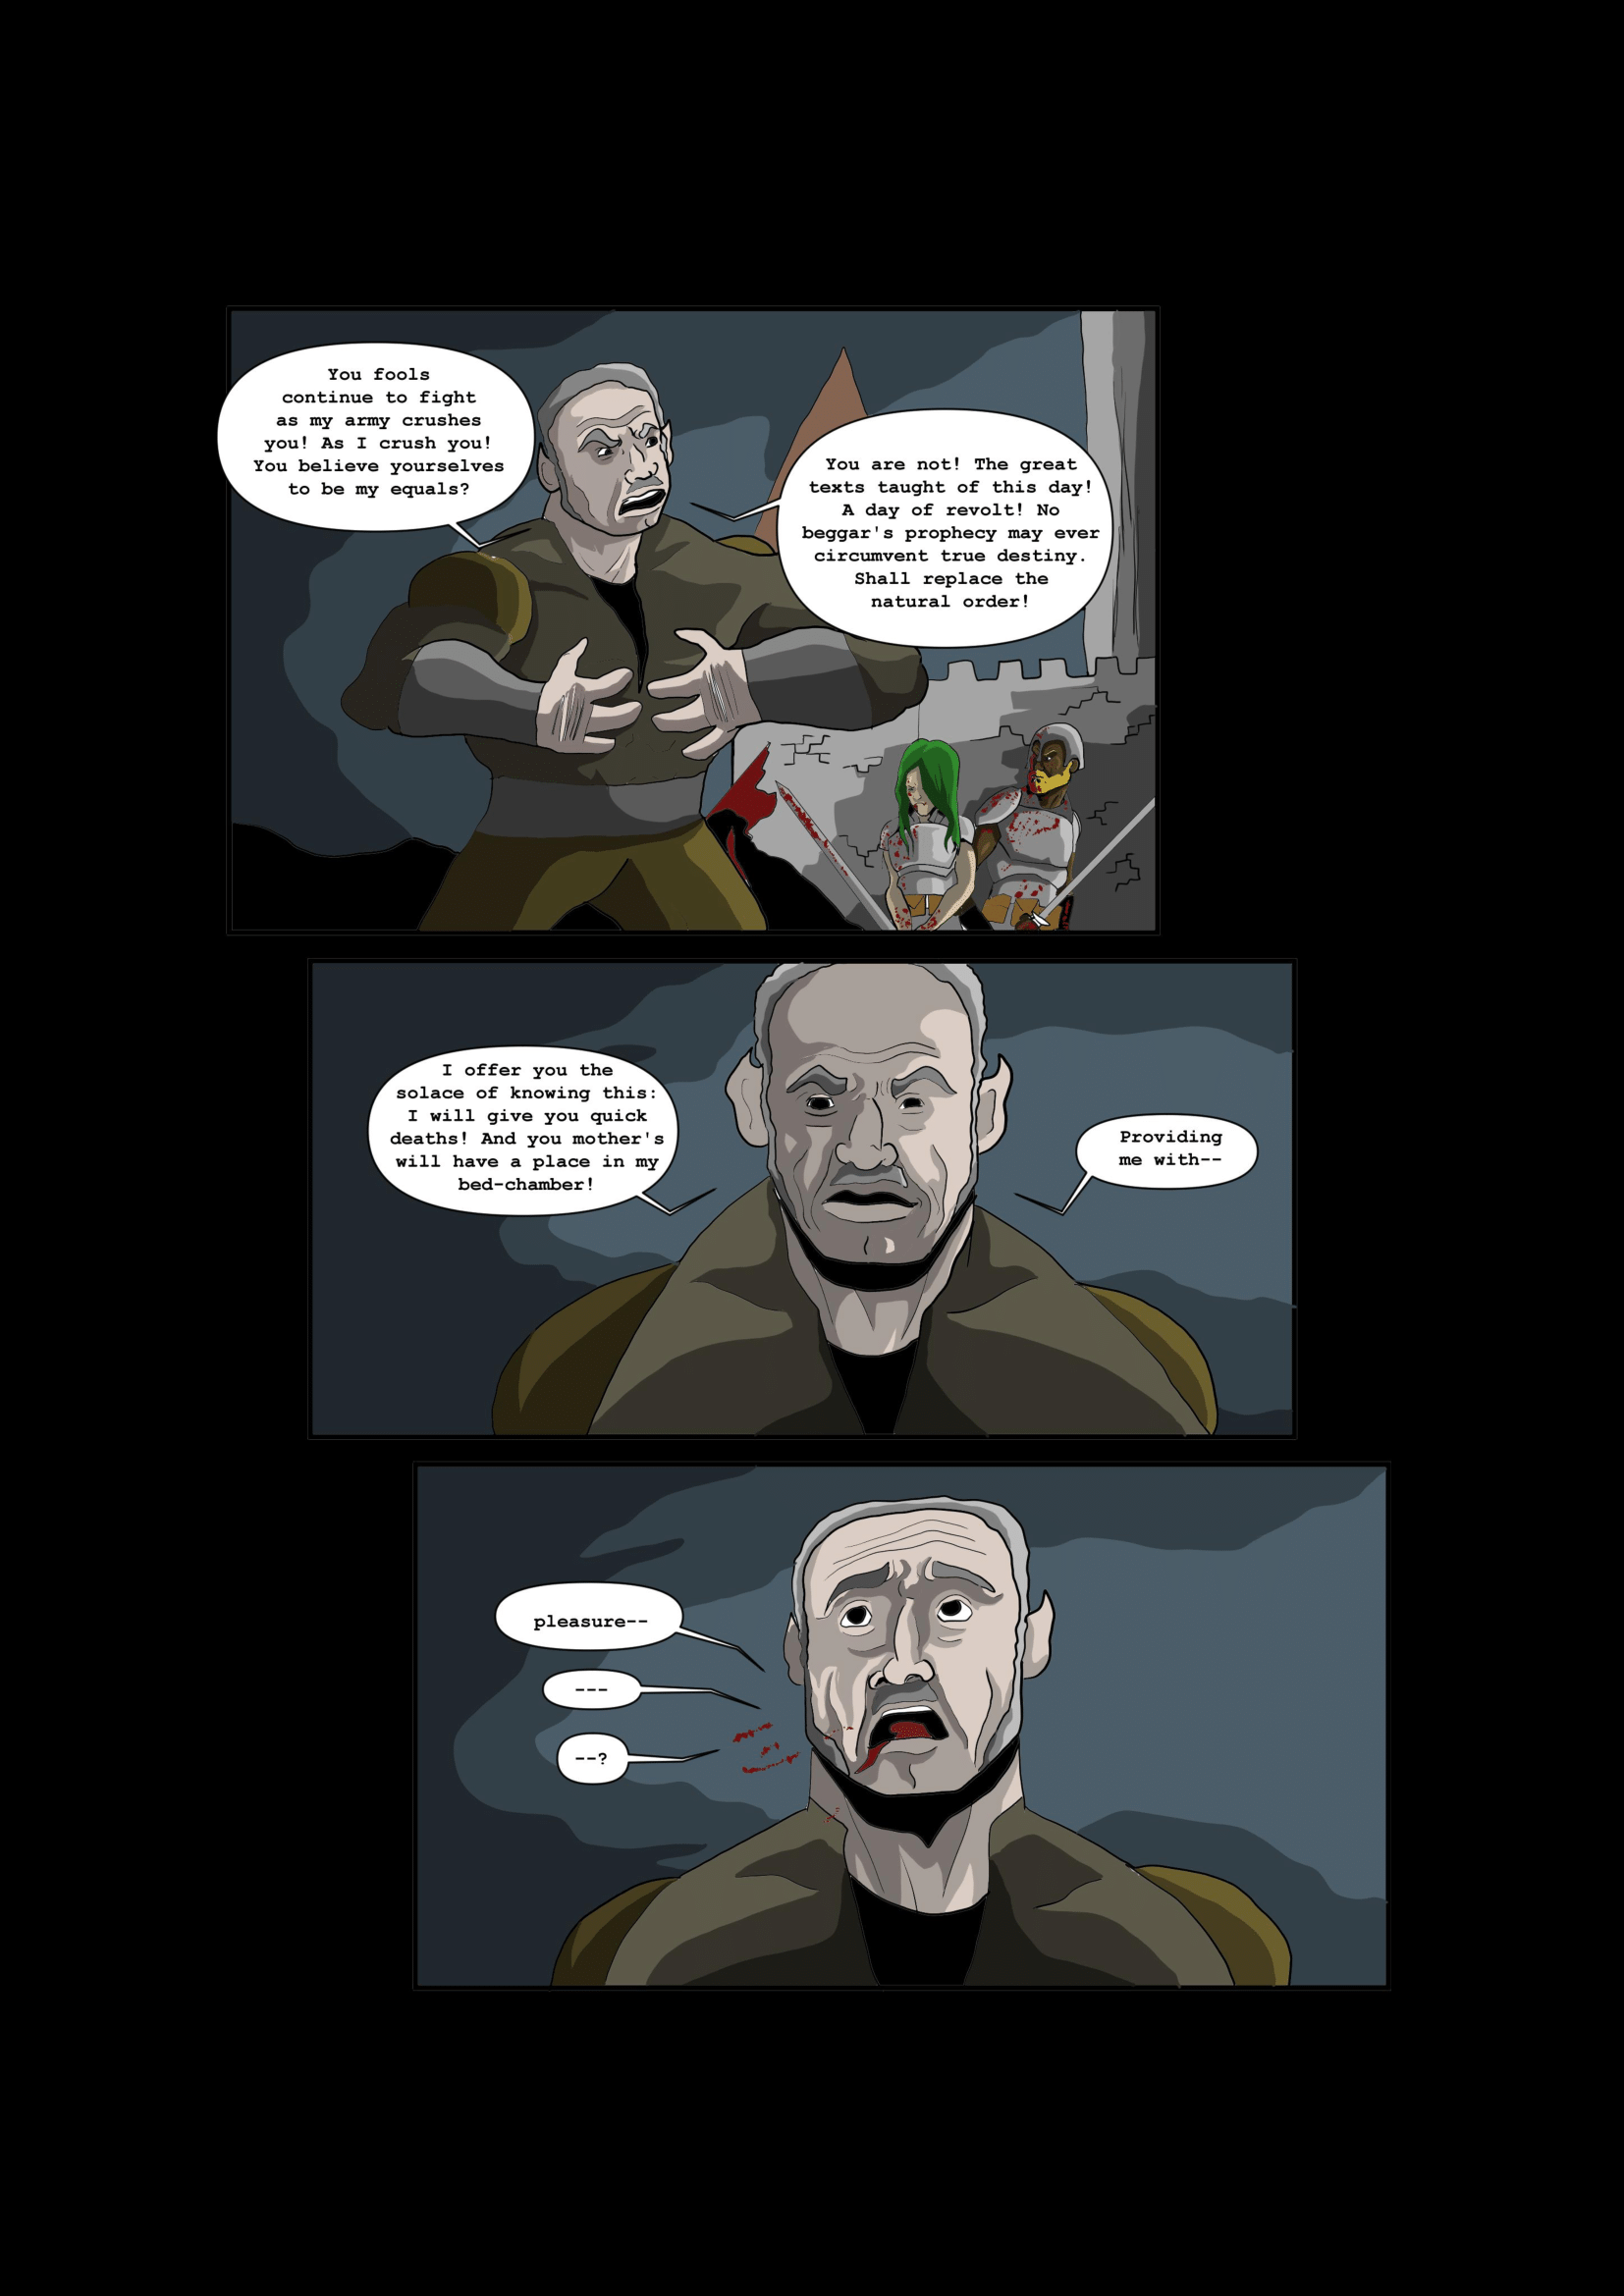 You fools
continue to fight
as my army crushes
you! As I crush you!
You believe yourselves
to be my equals?
You are not! The great
texts taught of this day!
A day of revolt! No
beggar's prophecy may ever
circumvent true destiny.
Shall replace the
natural order!
I offer you the
solace of knowing this:
I will give you quick
deaths! And you mother's
will have a place in my
bed-chamber!
Providing
me with--
pleasure--
---
--?